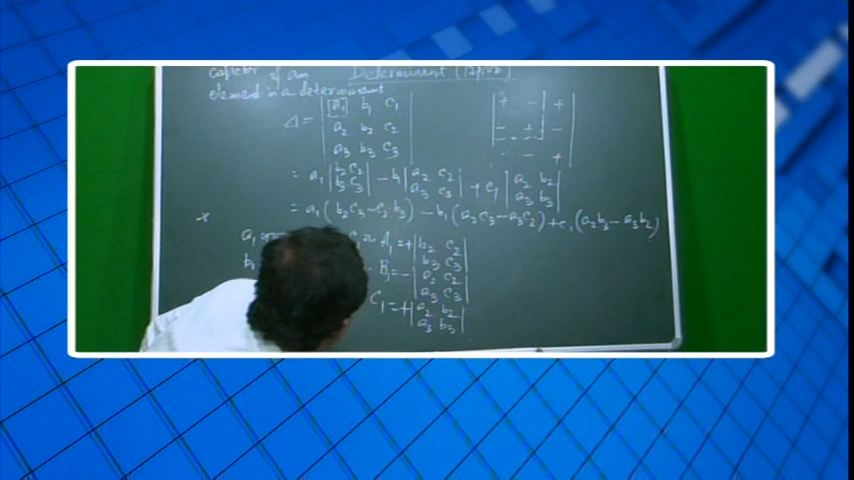 of an Determinant
element in a determinant
Δ = | a₁ b₁ c₁ | | + − + |
| a₂ b₂ c₂ | | − + − |
| a₃ b₃ c₃ | | - - + |
= a₁ | b₂ c₂ | − b₁ | a₂ c₂ | + c₁ | a₂ b₂ |
| b₃ c₃ | | a₃ c₃ | | a₃ b₃ |
= a₁ (b₂c₃ − c₂b₃) − b₁ (a₂c₃ − a₃c₂) + c₁ (a₂b₃ − a₃b₂)
a₁ A₁ = + | b₂ c₂ |
| b₃ c₃ |
b₁ B₁ = − | a₂ c₂ |
| a₃ c₃ |
C₁ = + | a₂ b₂ |
| a₃ b₃ |